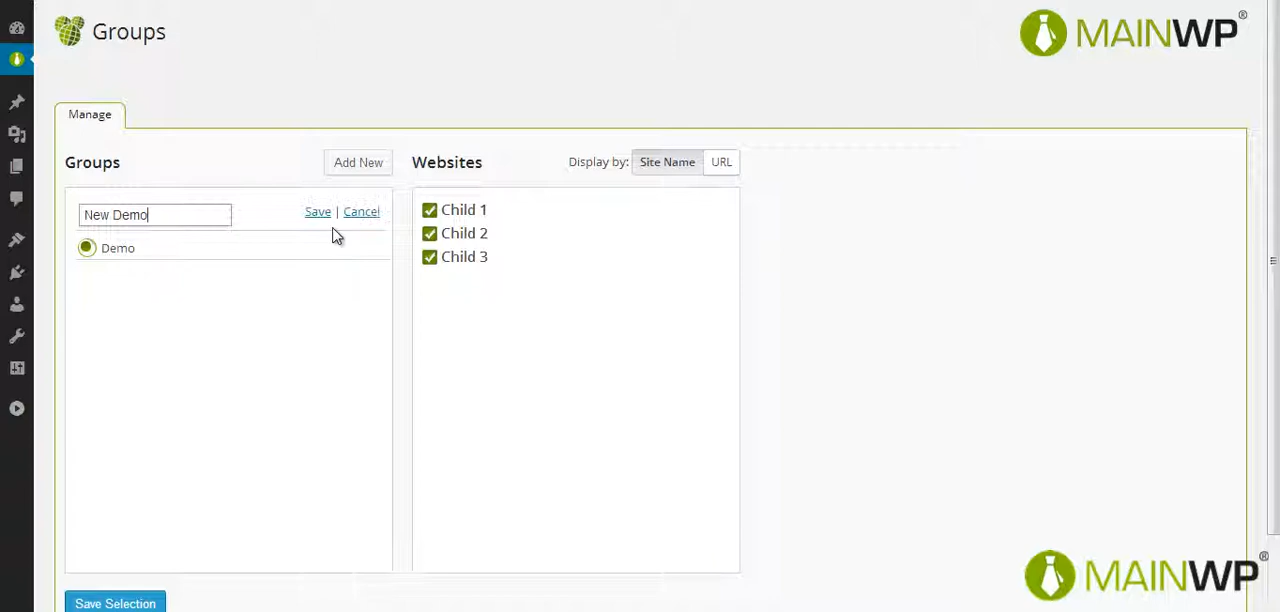 Groups
MAINWP®
Manage
Groups
Add New
Websites
Display by: Site Name URL
New Demo
Save | Cancel
Demo
Child 1
Child 2
Child 3
Save Selection
MAINWP®